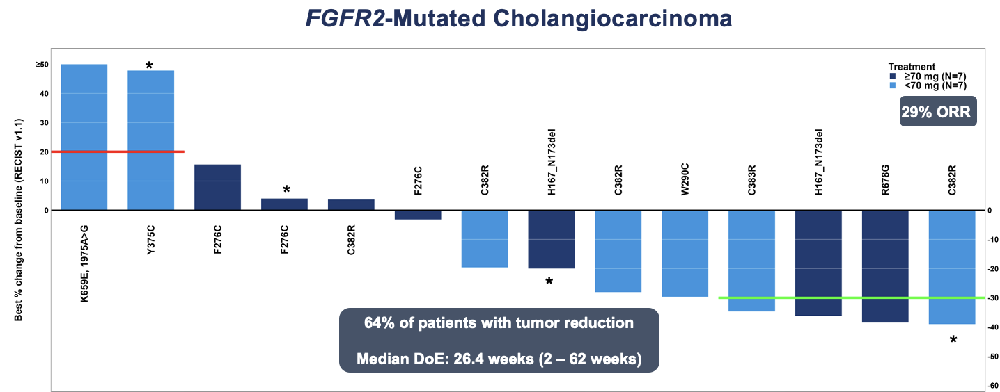 FGFR2-Mutated Cholangiocarcinoma
Best % change from baseline (RECIST v1.1)
≥50
40
30
20
10
0
Treatment
≥70 mg (N=7)
<70 mg (N=7)
29% ORR
*
*
*
*
K659E, 1975A>G
Y375C
F276C
F276C
C382R
F276C
C382R
H167_N173del
C382R
W290C
C383R
H167_N173del
R678G
C382R
0
-10
-20
-30
-40
-50
-60
64% of patients with tumor reduction
Median DoE: 26.4 weeks (2 – 62 weeks)